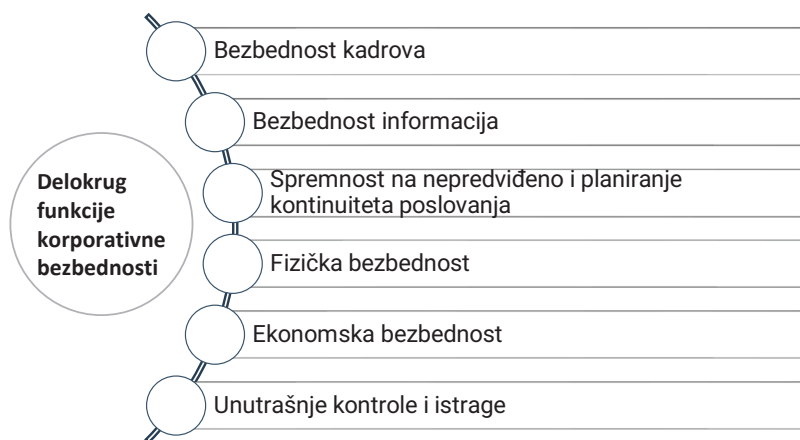 Delokrug
funkcije
korporativne
bezbednosti
Bezbednost kadrova
Bezbednost informacija
Spremnost na nepredviđeno i planiranje
kontinuiteta poslovanja
Fizička bezbednost
Ekonomska bezbednost
Unutrašnje kontrole i istrage